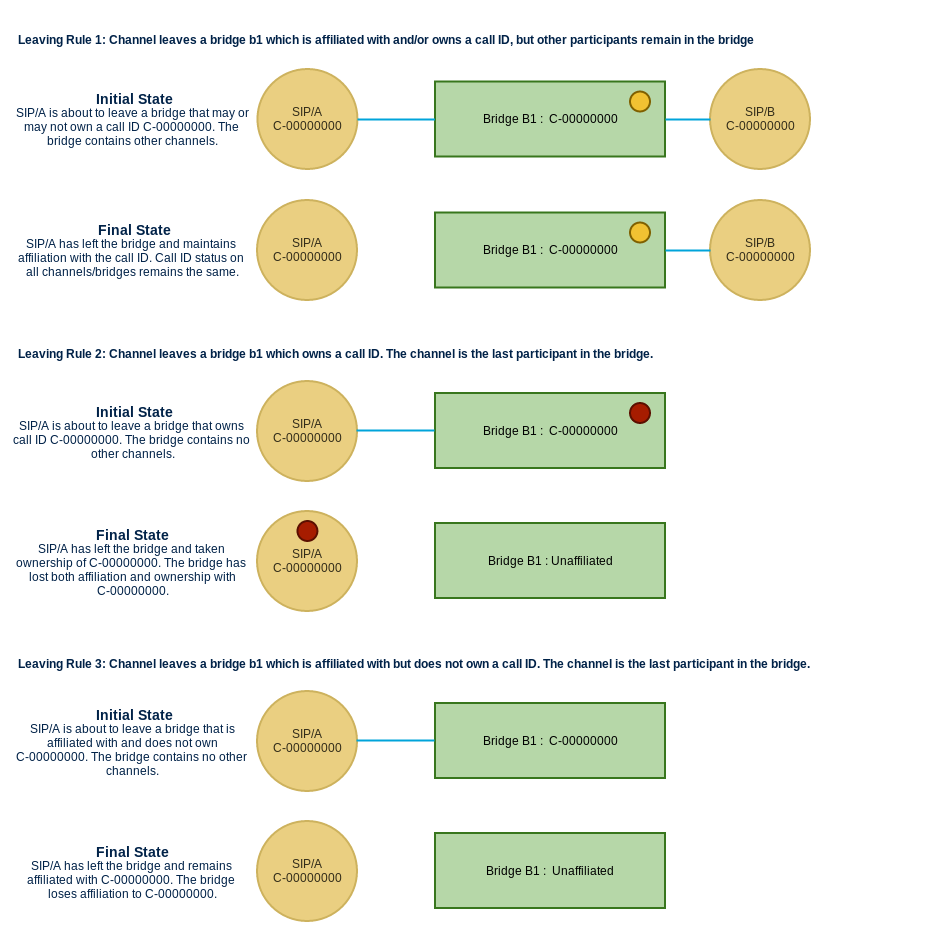 Leaving Rule 1: Channel leaves a bridge b1 which is affiliated with and/or owns a call ID, but other participants remain in the bridge
Initial State
SIP/A is about to leave a bridge that may or
may not own a call ID C-00000000. The
bridge contains other channels.
SIP/A
C-00000000
Bridge B1 : C-00000000
SIP/B
C-00000000
Final State
SIP/A has left the bridge and maintains
affiliation with the call ID. Call ID status on
all channels/bridges remains the same.
SIP/A
C-00000000
Bridge B1 : C-00000000
SIP/B
C-00000000
Leaving Rule 2: Channel leaves a bridge b1 which owns a call ID. The channel is the last participant in the bridge.
Initial State
SIP/A is about to leave a bridge that owns
call ID C-00000000. The bridge contains no
other channels.
SIP/A
C-00000000
Bridge B1 : C-00000000
Final State
SIP/A has left the bridge and taken
ownership of C-00000000. The bridge has
lost both affiliation and ownership with
C-00000000.
SIP/A
C-00000000
Bridge B1 : Unaffiliated
Leaving Rule 3: Channel leaves a bridge b1 which is affiliated with but does not own a call ID. The channel is the last participant in the bridge.
Initial State
SIP/A is about to leave a bridge that is
affiliated with and does not own
C-00000000. The bridge contains no other
channels.
SIP/A
C-00000000
Bridge B1 : C-00000000
Final State
SIP/A has left the bridge and remains
affiliated with C-00000000. The bridge
loses affiliation to C-00000000.
SIP/A
C-00000000
Bridge B1 : Unaffiliated